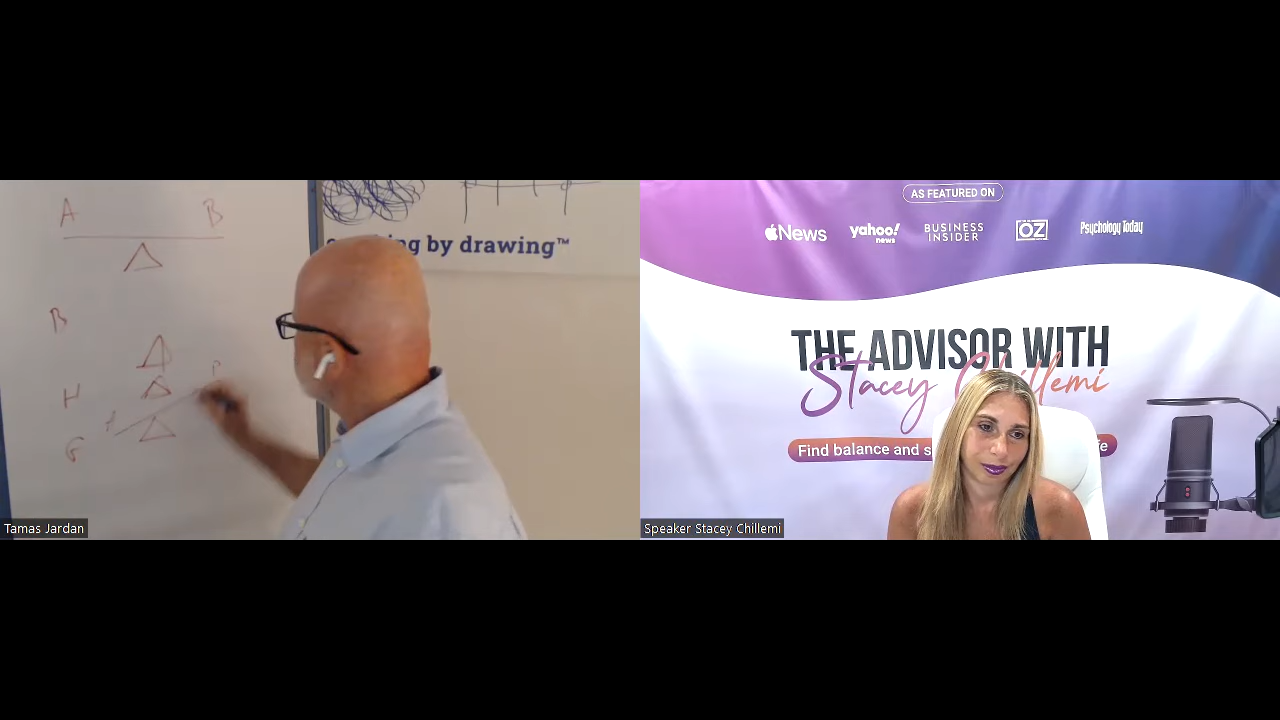 A B
B
H
G
ing by drawing™
Tamas Jardan
AS FEATURED ON
News yahoo! news BUSINESS INSIDER OZ Psychology Today
THE ADVISOR WITH
Stacey Chillemi
Find balance and
Speaker Stacey Chillemi